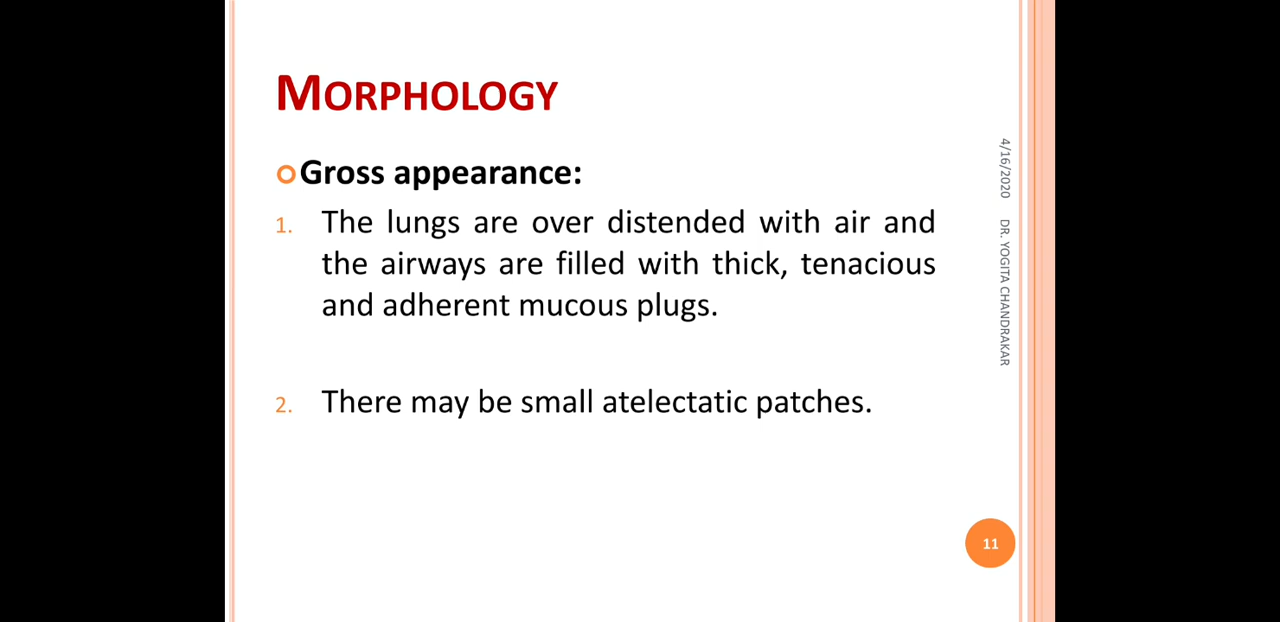 MORPHOLOGY
Gross appearance:
1. The lungs are over distended with air and
the airways are filled with thick, tenacious
and adherent mucous plugs.
2. There may be small atelectatic patches.
4/16/2020 DR. YOGITA CHANDRAKAR
11